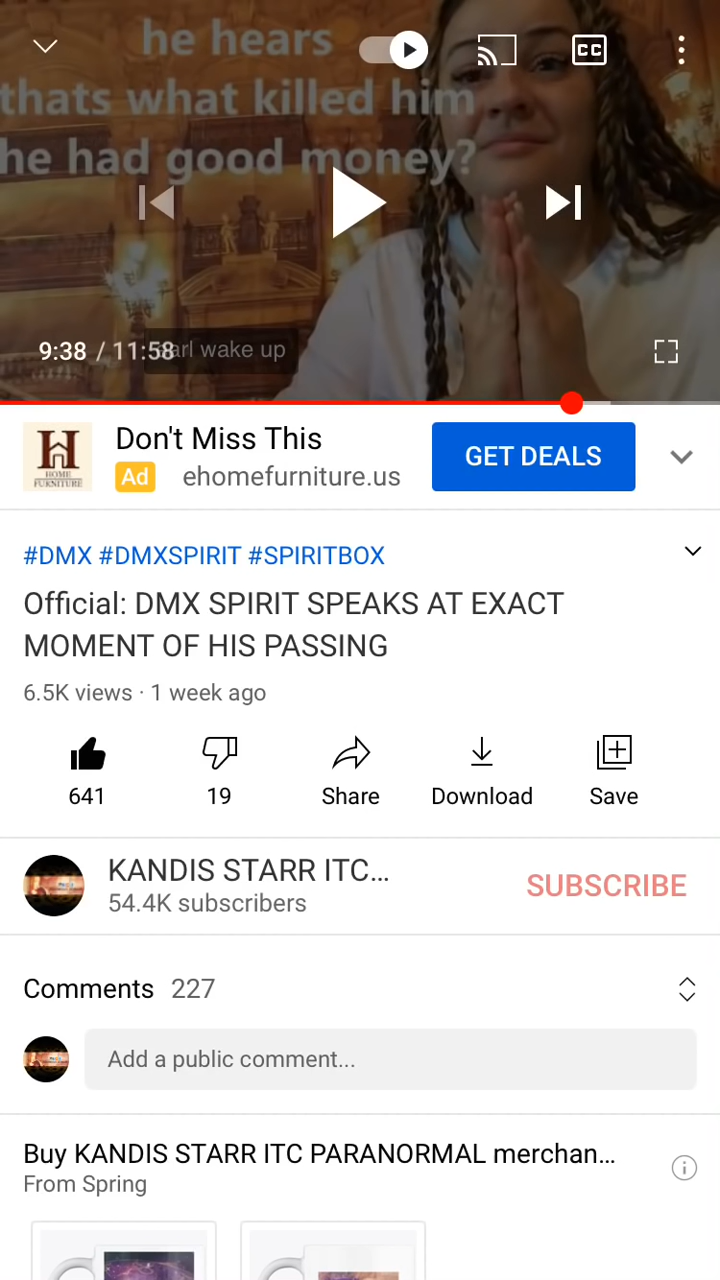 he hears
thats what killed him
he had good money?
CC
9:38 / 11:58
arl wake up
H
HOME
FURNITURE
Don't Miss This
Ad ehomefurniture.us
GET DEALS
#DMX #DMXSPIRIT #SPIRITBOX
Official: DMX SPIRIT SPEAKS AT EXACT
MOMENT OF HIS PASSING
6.5K views · 1 week ago
641 19 Share Download Save
KANDIS STARR ITC...
54.4K subscribers
SUBSCRIBE
Comments 227
Add a public comment...
Buy KANDIS STARR ITC PARANORMAL merchan...
From Spring